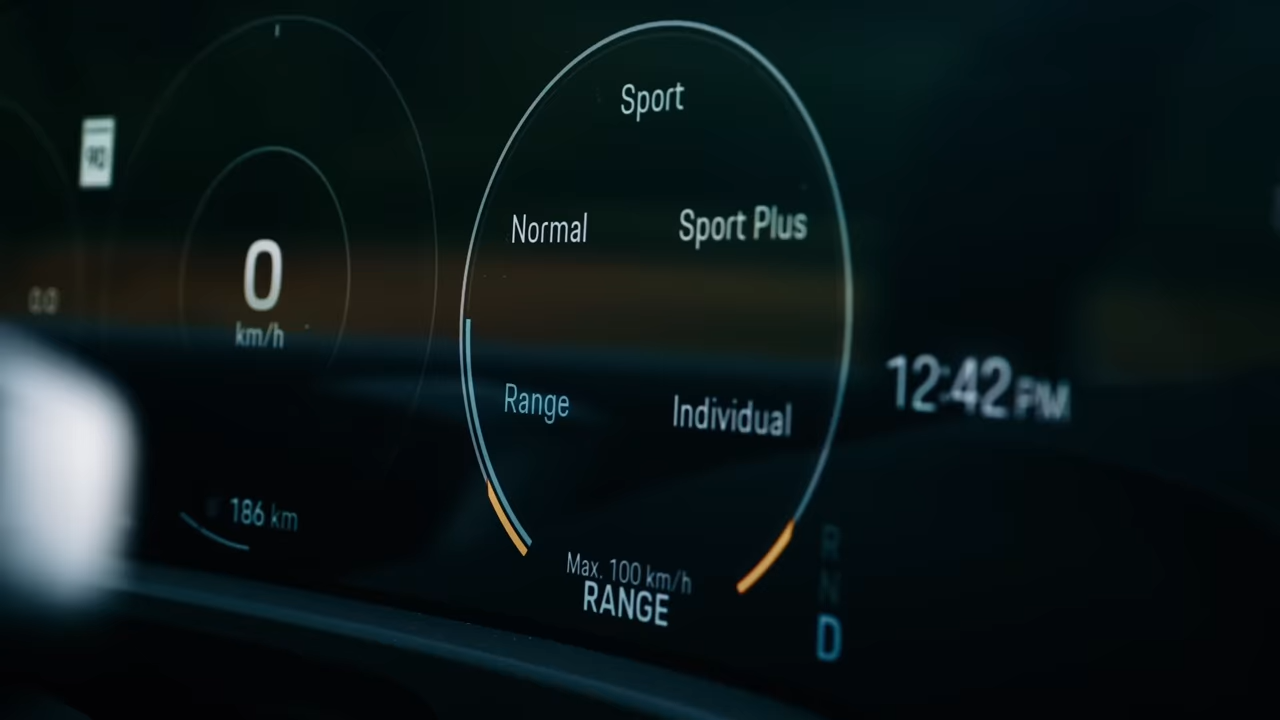 Sport
Normal
Sport Plus
0
km/h
Range
Individual
12:42 PM
186 km
Max. 100 km/h
RANGE
R
N
D